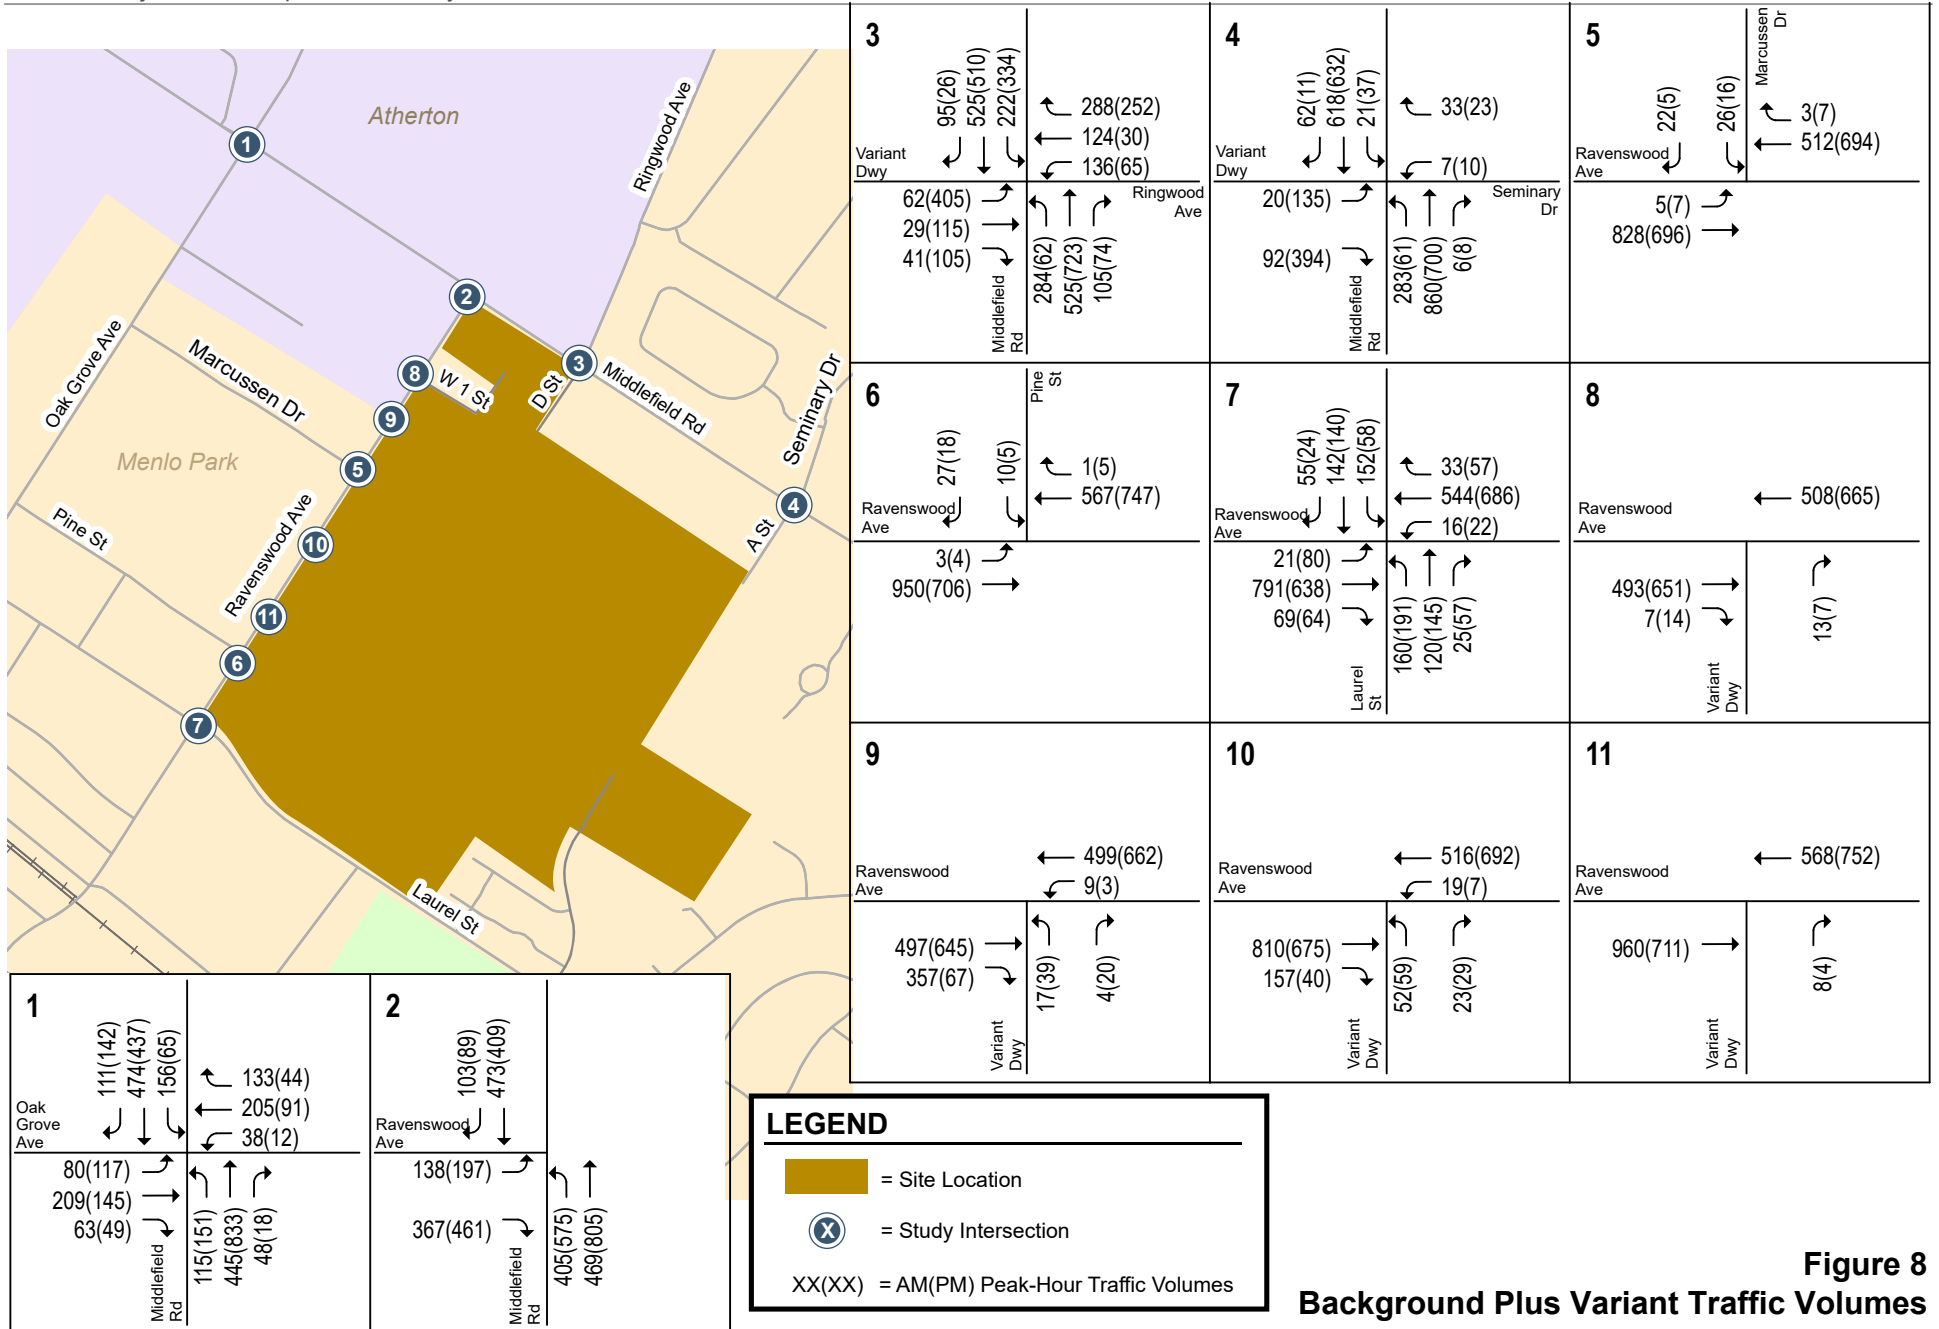 Atherton
Menlo Park
Ringwood Ave
Oak Grove Ave
Marcussen Dr
W 1 St
D St
Middlefield Rd
Seminary Dr
A St
Pine St
Ravenswood Ave
Laurel St
1
2
3
8
9
5
4
10
11
6
7
3
95(26)
525(510)
222(334)
288(252)
124(30)
136(65)
Variant
Dwy
Ringwood
Ave
62(405)
29(115)
41(105)
284(62)
525(723)
105(74)
Middlefield
Rd
4
62(11)
618(632)
21(37)
33(23)
7(10)
Variant
Dwy
Seminary
Dr
20(135)
92(394)
283(61)
860(700)
6(8)
Middlefield
Rd
5
Marcussen
Dr
22(5)
26(16)
3(7)
512(694)
Ravenswood
Ave
5(7)
828(696)
6
Pine
St
27(18)
10(5)
1(5)
567(747)
Ravenswood
Ave
3(4)
950(706)
7
55(24)
142(140)
152(58)
33(57)
544(686)
16(22)
Ravenswood
Ave
21(80)
791(638)
69(64)
160(191)
120(145)
25(57)
Laurel
St
8
508(665)
Ravenswood
Ave
493(651)
7(14)
13(7)
Variant
Dwy
9
499(662)
9(3)
Ravenswood
Ave
497(645)
357(67)
17(39)
4(20)
Variant
Dwy
10
516(692)
19(7)
Ravenswood
Ave
810(675)
157(40)
52(59)
23(29)
Variant
Dwy
11
568(752)
Ravenswood
Ave
960(711)
8(4)
Variant
Dwy
1
111(142)
474(437)
156(65)
133(44)
205(91)
38(12)
Oak
Grove
Ave
80(117)
209(145)
63(49)
115(151)
445(833)
48(18)
Middlefield
Rd
2
103(89)
473(409)
Ravenswood
Ave
138(197)
367(461)
405(575)
469(805)
Middlefield
Rd
LEGEND
= Site Location
X = Study Intersection
XX(XX) = AM(PM) Peak-Hour Traffic Volumes
Figure 8
Background Plus Variant Traffic Volumes